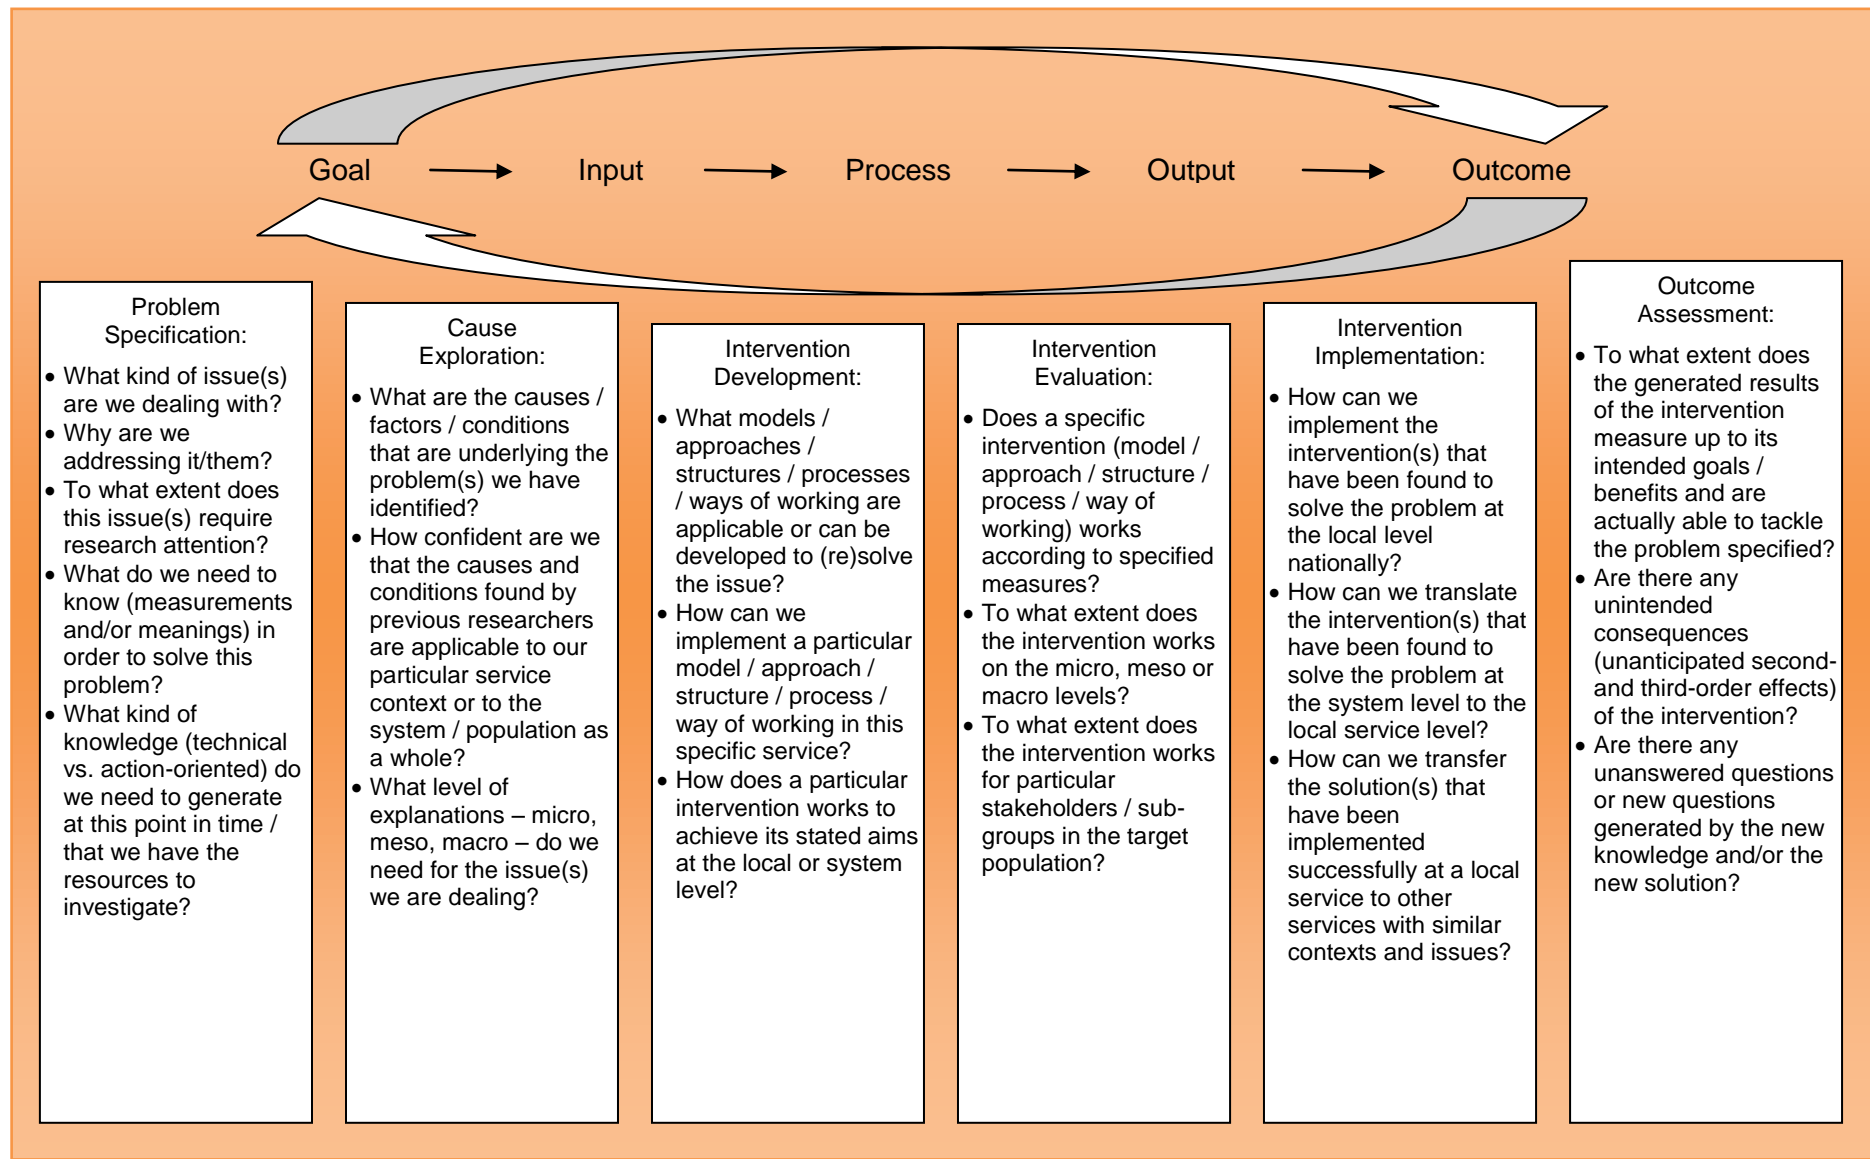 Goal
Input
Process
Output
Outcome
Problem
Specification:
• What kind of issue(s)
are we dealing with?
• Why are we
addressing it/them?
• To what extent does
this issue(s) require
research attention?
• What do we need to
know (measurements
and/or meanings) in
order to solve this
problem?
• What kind of
knowledge (technical
vs. action-oriented) do
we need to generate
at this point in time /
that we have the
resources to
investigate?
Cause
Exploration:
• What are the causes /
factors / conditions
that are underlying the
problem(s) we have
identified?
• How confident are we
that the causes and
conditions found by
previous researchers
are applicable to our
particular service
context or to the
system / population as
a whole?
• What level of
explanations – micro,
meso, macro – do we
need for the issue(s)
we are dealing?
Intervention
Development:
• What models /
approaches /
structures / processes
/ ways of working are
applicable or can be
developed to (re)solve
the issue?
• How can we
implement a particular
model / approach /
structure / process /
way of working in this
specific service?
• How does a particular
intervention works to
achieve its stated aims
at the local or system
level?
Intervention
Evaluation:
• Does a specific
intervention (model /
approach / structure /
process / way of
working) works
according to specified
measures?
• To what extent does
the intervention works
on the micro, meso or
macro levels?
• To what extent does
the intervention works
for particular
stakeholders / sub-
groups in the target
population?
Intervention
Implementation:
• How can we
implement the
intervention(s) that
have been found to
solve the problem at
the local level
nationally?
• How can we translate
the intervention(s) that
have been found to
solve the problem at
the system level to the
local service level?
• How can we transfer
the solution(s) that
have been
implemented
successfully at a local
service to other
services with similar
contexts and issues?
Outcome
Assessment:
• To what extent does
the generated results
of the intervention
measure up to its
intended goals /
benefits and are
actually able to tackle
the problem specified?
• Are there any
unintended
consequences
(unanticipated second-
and third-order effects)
of the intervention?
• Are there any
unanswered questions
or new questions
generated by the new
knowledge and/or the
new solution?